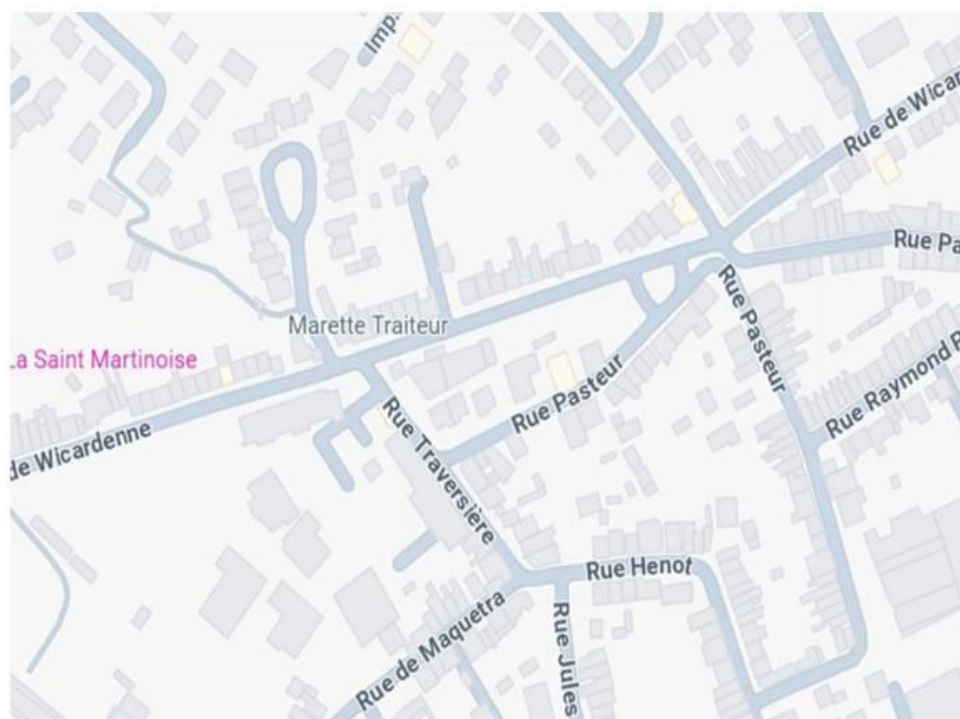 Imp.
Rue de Wicar
Rue Pa
Rue Pasteur
Marette Traiteur
La Saint Martinoise
Rue Pasteur
Rue Raymond P
de Wicardenne
Rue Traversière
Rue Henot
Rue de Maquetra
Rue Jules